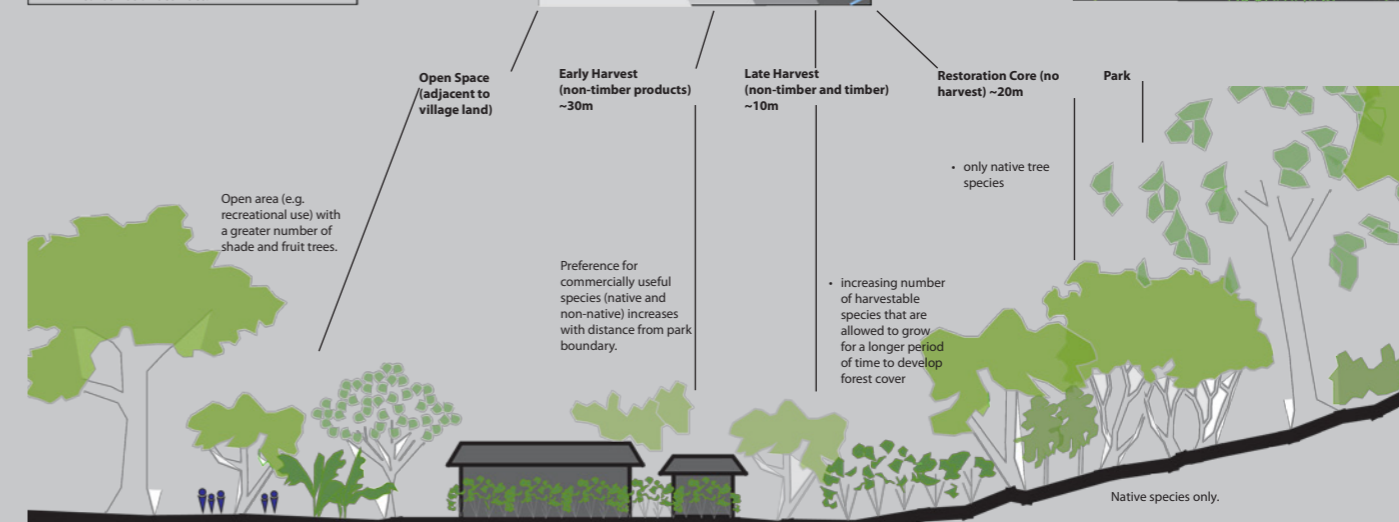 Open Space
(adjacent to
village land)
Early Harvest
(non-timber products)
~30m
Late Harvest
(non-timber and timber)
~10m
Restoration Core (no
harvest) ~20m
Park
• only native tree
species
Open area (e.g.
recreational use) with
a greater number of
shade and fruit trees.
Preference for
commercially useful
species (native and
non-native) increases
with distance from park
boundary.
• increasing number
of harvestable
species that are
allowed to grow
for a longer period
of time to develop
forest cover
Native species only.